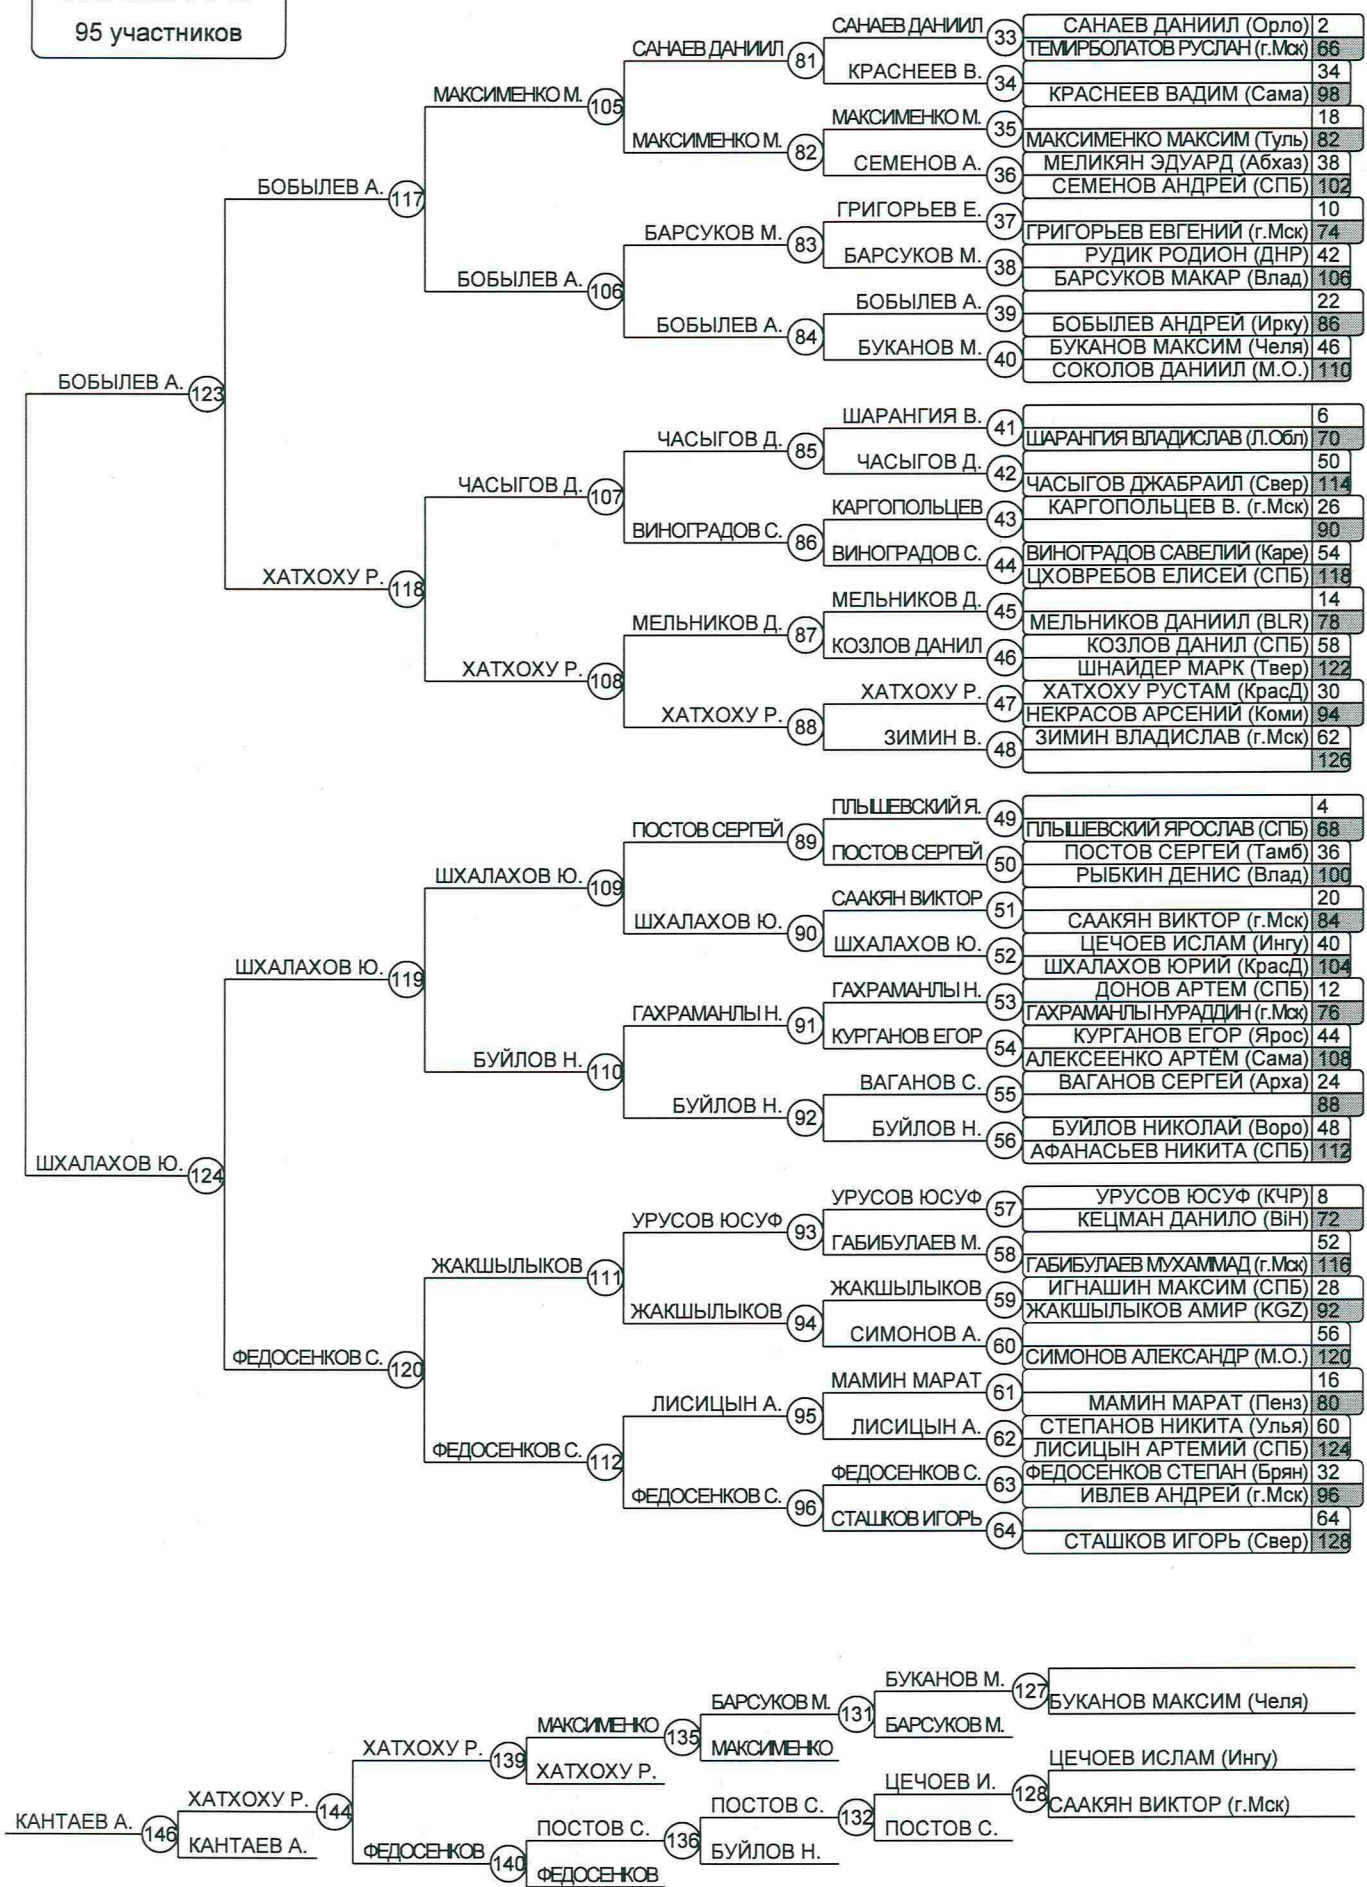 95 участников
САНАЕВ ДАНИИЛ 33 САНАЕВ ДАНИИЛ (Орло) 2
САНАЕВ ДАНИИЛ 81 ТЕМИРБОЛАТОВ РУСЛАН (г.Мск) 66
КРАСНЕЕВ В. 34 34
МАКСИМЕНКО М. 105 КРАСНЕЕВ ВАДИМ (Сама) 98
МАКСИМЕНКО М. 35 18
МАКСИМЕНКО М. 82 МАКСИМЕНКО МАКСИМ (Туль) 82
СЕМЕНОВ А. 36 МЕЛИКЯН ЭДУАРД (Абхаз) 38
БОБЫЛЕВ А. 117 СЕМЕНОВ АНДРЕЙ (СПБ) 102
ГРИГОРЬЕВ Е. 37 10
БАРСУКОВ М. 83 ГРИГОРЬЕВ ЕВГЕНИЙ (г.Мск) 74
БАРСУКОВ М. 38 РУДИК РОДИОН (ДНР) 42
БОБЫЛЕВ А. 106 БАРСУКОВ МАКАР (Влад) 106
БОБЫЛЕВ А. 39 22
БОБЫЛЕВ А. 84 БОБЫЛЕВ АНДРЕЙ (Ирку) 86
БУКАНОВ М. 40 БУКАНОВ МАКСИМ (Челя) 46
БОБЫЛЕВ А. 123 СОКОЛОВ ДАНИИЛ (М.О.) 110
ШАРАНГИЯ В. 41 6
ЧАСЫГОВ Д. 85 ШАРАНГИЯ ВЛАДИСЛАВ (Л.Обл) 70
ЧАСЫГОВ Д. 42 50
ЧАСЫГОВ Д. 107 ЧАСЫГОВ ДЖАБРАИЛ (Свер) 114
КАРГОПОЛЬЦЕВ 43 КАРГОПОЛЬЦЕВ В. (г.Мск) 26
ВИНОГРАДОВ С. 86 90
ВИНОГРАДОВ С. 44 ВИНОГРАДОВ САВЕЛИЙ (Каре) 54
ХАТХОХУ Р. 118 ЦХОВРЕБОВ ЕЛИСЕЙ (СПБ) 118
МЕЛЬНИКОВ Д. 45 14
МЕЛЬНИКОВ Д. 87 МЕЛЬНИКОВ ДАНИИЛ (BLR) 78
КОЗЛОВ ДАНИЛ 46 КОЗЛОВ ДАНИЛ (СПБ) 58
ХАТХОХУ Р. 108 ШНАЙДЕР МАРК (Твер) 122
ХАТХОХУ Р. 47 ХАТХОХУ РУСТАМ (КрасД) 30
ХАТХОХУ Р. 88 НЕКРАСОВ АРСЕНИЙ (Коми) 94
ЗИМИН В. 48 ЗИМИН ВЛАДИСЛАВ (г.Мск) 62
126
ПЛЫШЕВСКИЙ Я. 49 4
ПОСТОВ СЕРГЕЙ 89 ПЛЫШЕВСКИЙ ЯРОСЛАВ (СПБ) 68
ПОСТОВ СЕРГЕЙ 50 ПОСТОВ СЕРГЕЙ (Тамб) 36
ШХАЛАХОВ Ю. 109 РЫБКИН ДЕНИС (Влад) 100
СААКЯН ВИКТОР 51 20
ШХАЛАХОВ Ю. 90 СААКЯН ВИКТОР (г.Мск) 84
ШХАЛАХОВ Ю. 52 ЦЕЧОЕВ ИСЛАМ (Ингу) 40
ШХАЛАХОВ Ю. 119 ШХАЛАХОВ ЮРИЙ (КрасД) 104
ГАХРАМАНЛЫ Н. 53 ДОНОВ АРТЕМ (СПБ) 12
ГАХРАМАНЛЫ Н. 91 ГАХРАМАНЛЫ НУРАДДИН (г.Мск) 76
КУРГАНОВ ЕГОР 54 КУРГАНОВ ЕГОР (Ярос) 44
БУЙЛОВ Н. 110 АЛЕКСЕЕНКО АРТЁМ (Сама) 108
ВАГАНОВ С. 55 ВАГАНОВ СЕРГЕЙ (Арха) 24
БУЙЛОВ Н. 92 88
БУЙЛОВ Н. 56 БУЙЛОВ НИКОЛАЙ (Воро) 48
ШХАЛАХОВ Ю. 124 АФАНАСЬЕВ НИКИТА (СПБ) 112
УРУСОВ ЮСУФ 57 УРУСОВ ЮСУФ (КЧР) 8
УРУСОВ ЮСУФ 93 КЕЦМАН ДАНИЛО (BiH) 72
ГАБИБУЛАЕВ М. 58 52
ЖАКШЫЛЫКОВ 111 ГАБИБУЛАЕВ МУХАММАД (г.Мск) 116
ЖАКШЫЛЫКОВ 59 ИГНАШИН МАКСИМ (СПБ) 28
ЖАКШЫЛЫКОВ 94 ЖАКШЫЛЫКОВ АМИР (KGZ) 92
СИМОНОВ А. 60 56
ФЕДОСЕНКОВ С. 120 СИМОНОВ АЛЕКСАНДР (М.О.) 120
МАМИН МАРАТ 61 16
ЛИСИЦЫН А. 95 МАМИН МАРАТ (Пенз) 80
ЛИСИЦЫН А. 62 СТЕПАНОВ НИКИТА (Улья) 60
ФЕДОСЕНКОВ С. 112 ЛИСИЦЫН АРТЕМИЙ (СПБ) 124
ФЕДОСЕНКОВ С. 63 ФЕДОСЕНКОВ СТЕПАН (Брян) 32
ФЕДОСЕНКОВ С. 96 ИВЛЕВ АНДРЕЙ (г.Мск) 96
СТАШКОВ ИГОРЬ 64 64
СТАШКОВ ИГОРЬ (Свер) 128
БУКАНОВ М. 127
БАРСУКОВ М. 131 БУКАНОВ МАКСИМ (Челя)
МАКСИМЕНКО 135 БАРСУКОВ М.
ХАТХОХУ Р. 139 МАКСИМЕНКО
ХАТХОХУ Р. ЦЕЧОЕВ ИСЛАМ (Ингу)
ХАТХОХУ Р. 144 ЦЕЧОЕВ И. 128
ПОСТОВ С. 132 СААКЯН ВИКТОР (г.Мск)
КАНТАЕВ А. 146 ПОСТОВ С. 136 ПОСТОВ С.
КАНТАЕВ А. ФЕДОСЕНКОВ 140 БУЙЛОВ Н.
ФЕДОСЕНКОВ